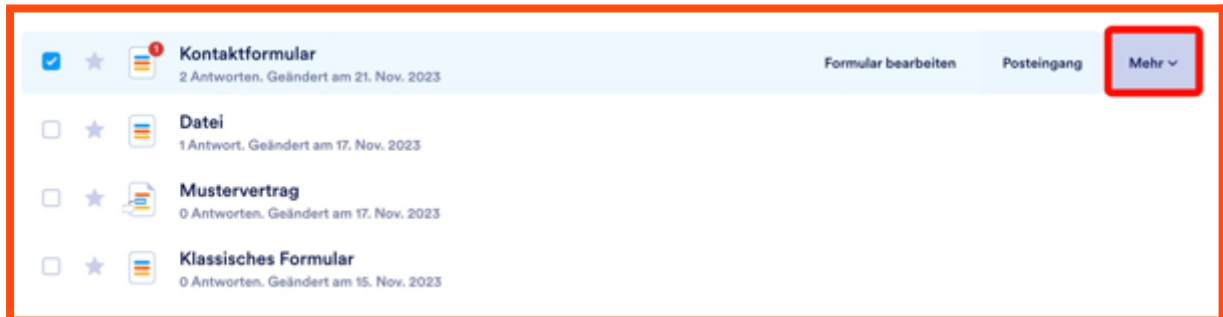 1
Kontaktformular
2 Antworten. Geändert am 21. Nov. 2023
Formular bearbeiten
Posteingang
Mehr
Datei
1 Antwort. Geändert am 17. Nov. 2023
Mustervertrag
0 Antworten. Geändert am 17. Nov. 2023
Klassisches Formular
0 Antworten. Geändert am 15. Nov. 2023